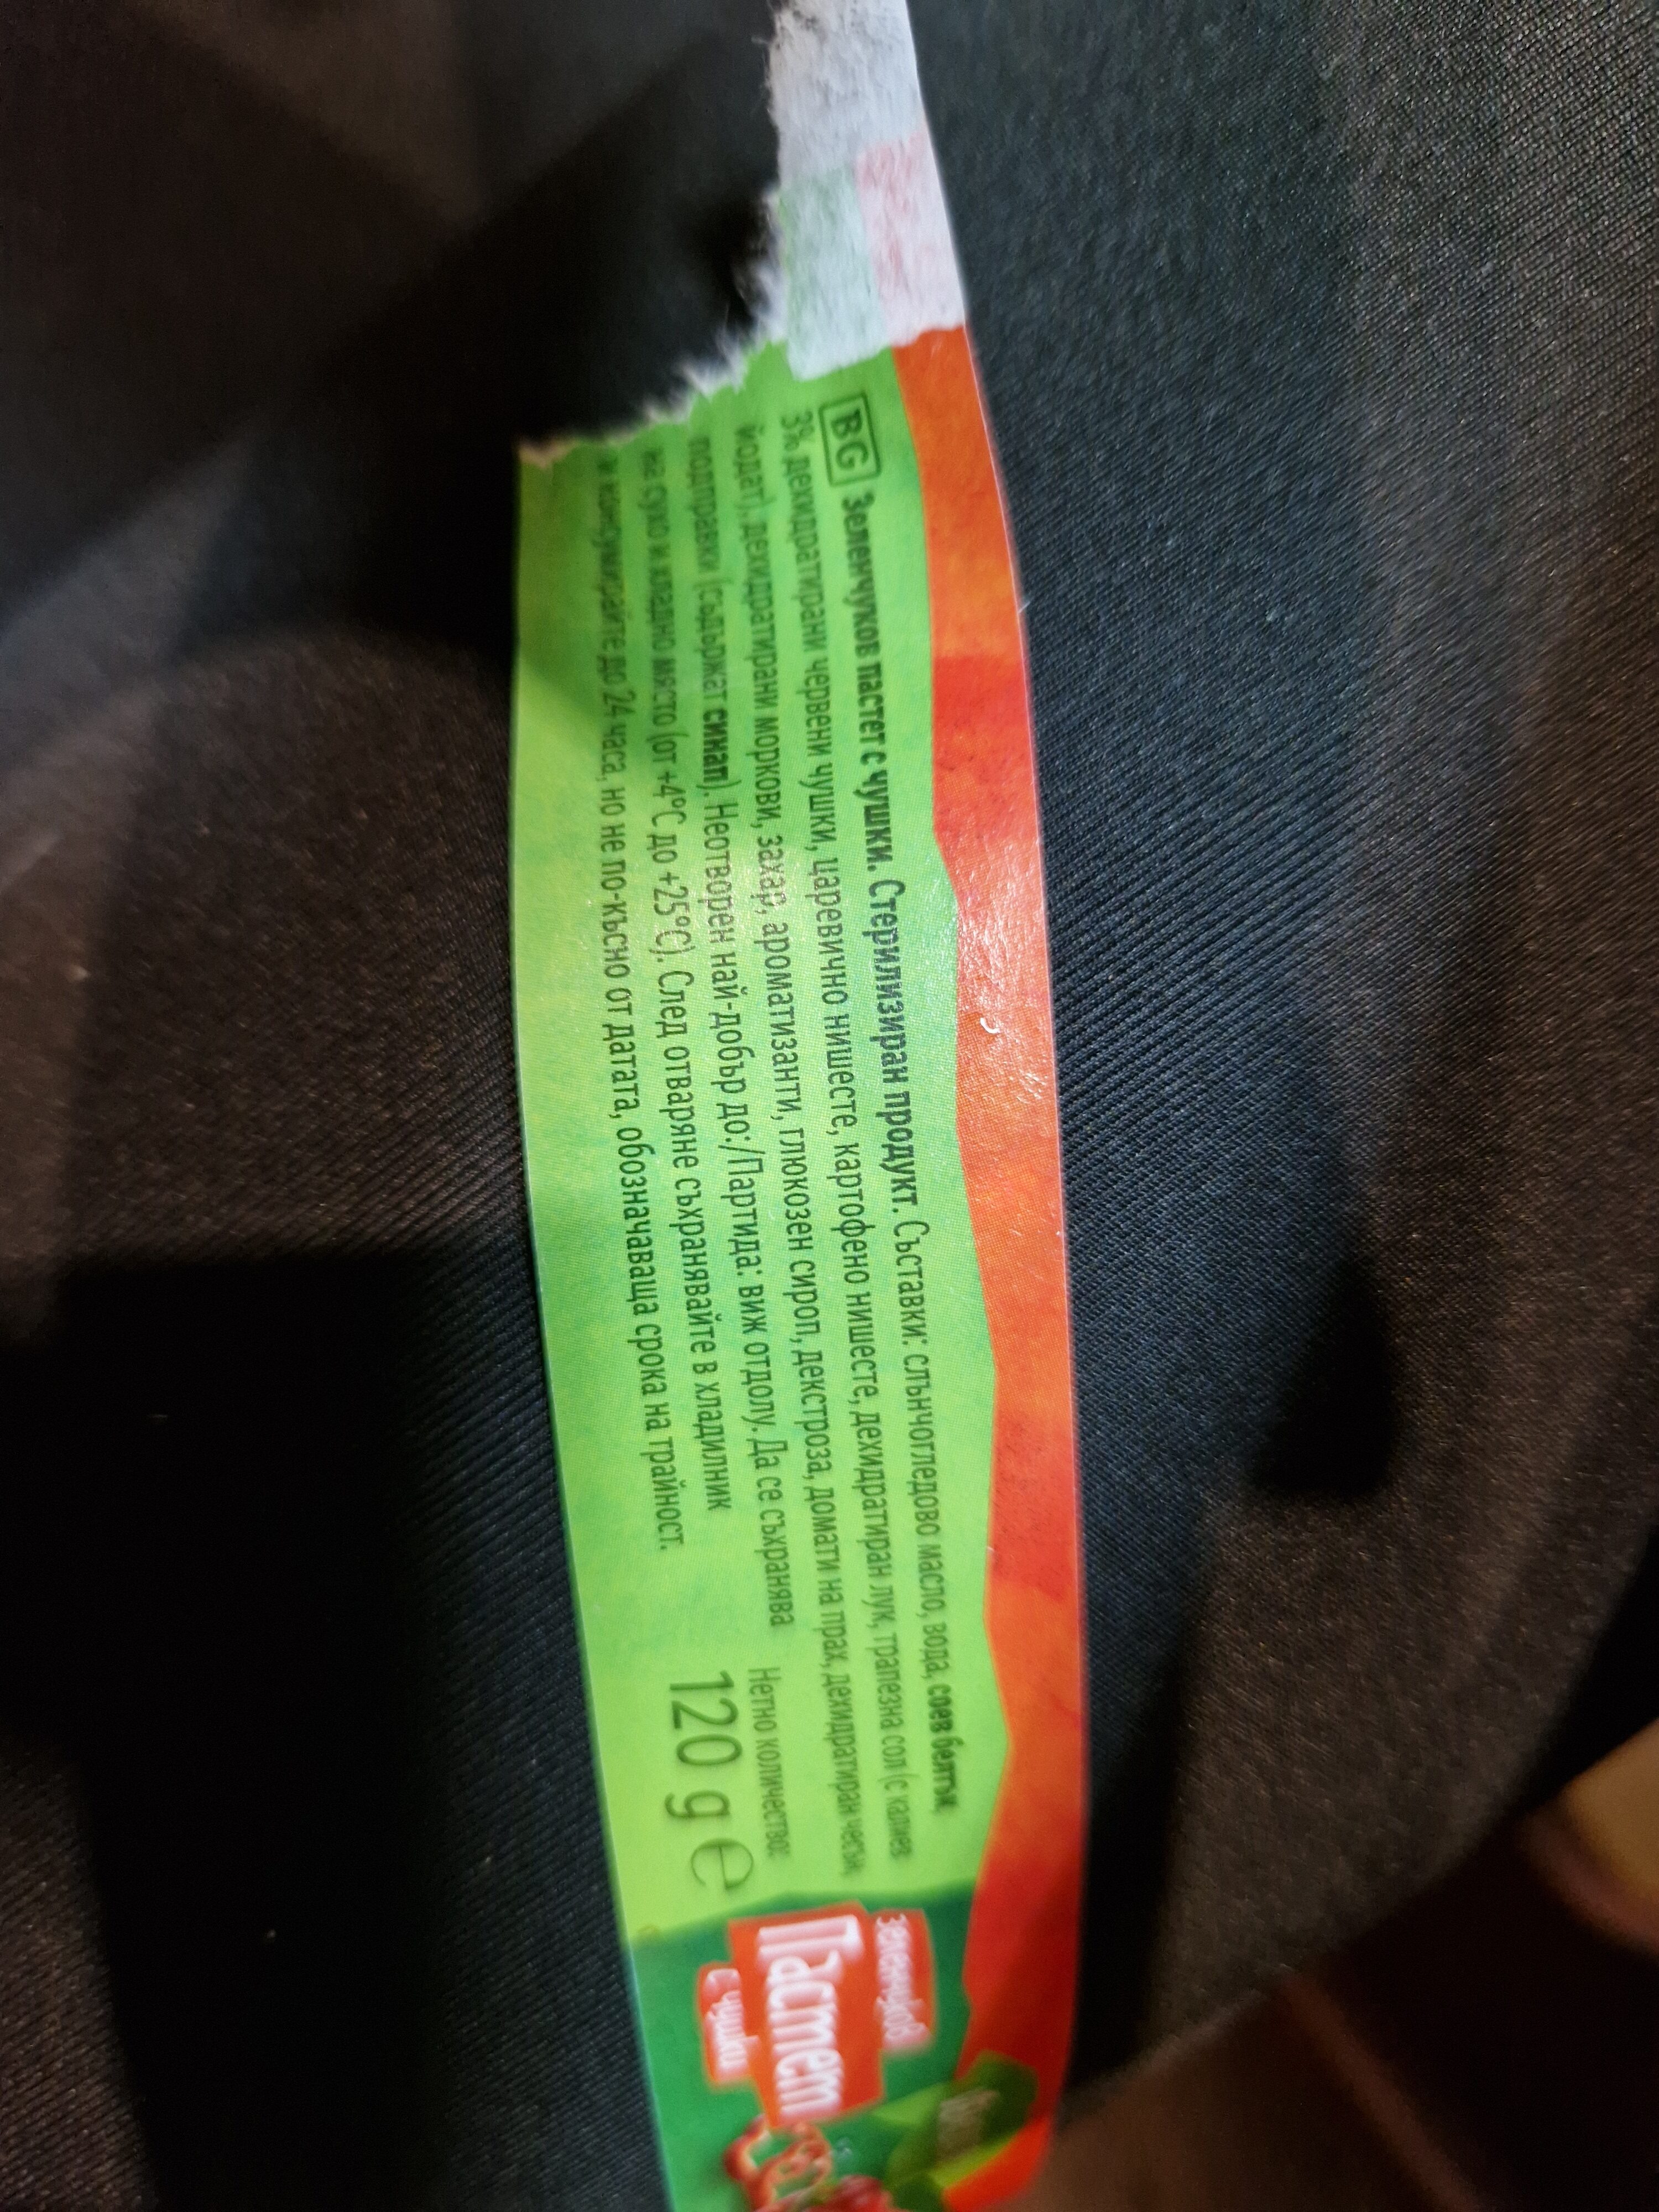 BG Зеленчуков пастет с чушки. Стерилизиран продукт. Съставки: слънчогледово масло, вода, соев белтък,
3% дехидратирани червени чушки, царевично нишесте, картофено нишесте, дехидратиран лук, трапезна сол (с калиев
йодат), дехидратирани моркови, захар, ароматизанти, глюкозен сироп, декстроза, домати на прах, дехидратиран чесън,
подправки (съдържат синап). Неотворен най-добър до:/Партида: виж отдолу. Да се съхранява
на сухо и хладно място (от +4°C до +25°C). След отваряне съхранявайте в хладилник
и консумирайте до 24 часа, но не по-късно от датата, обозначаваща срока на трайност.
Нетно количество:
120 g e
зеленчуков
Пастет
с чушки